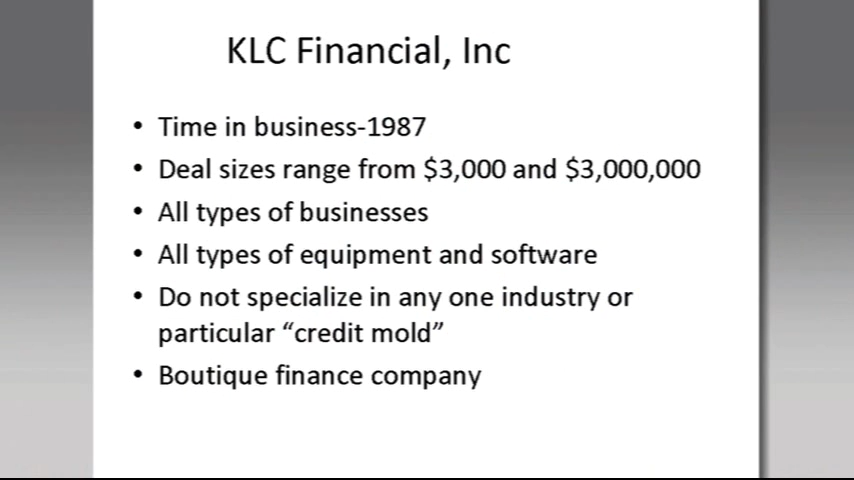 KLC Financial, Inc
• Time in business-1987
• Deal sizes range from $3,000 and $3,000,000
• All types of businesses
• All types of equipment and software
• Do not specialize in any one industry or
particular “credit mold”
• Boutique finance company